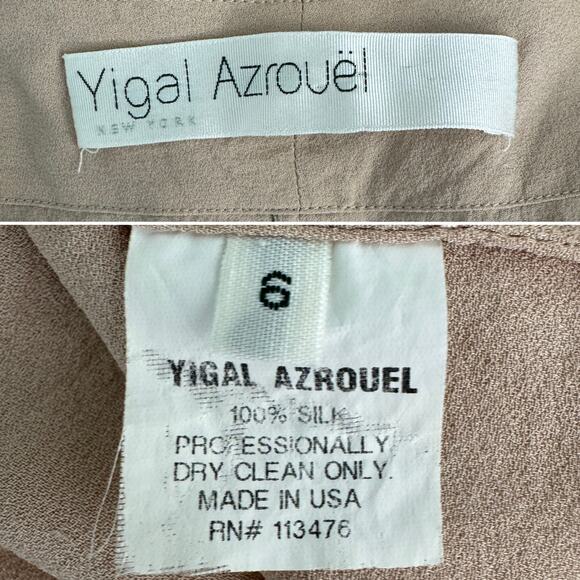 Yigal Azrouël
NEW YORK
6
YIGAL AZROUEL
100% SILK
PROFESSIONALLY
DRY CLEAN ONLY.
MADE IN USA
RN# 113476